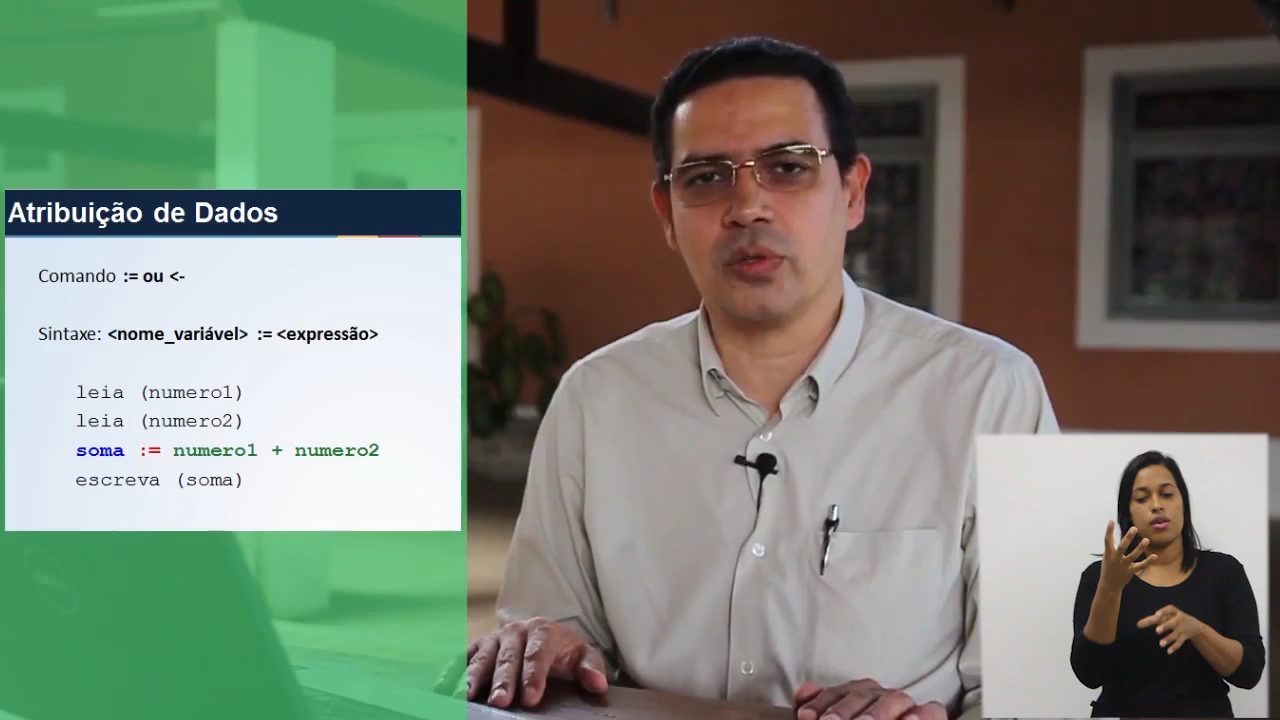 Atribuição de Dados
Comando := ou <-
Sintaxe: <nome_variável> := <expressão>
leia (numero1)
leia (numero2)
soma := numero1 + numero2
escreva (soma)